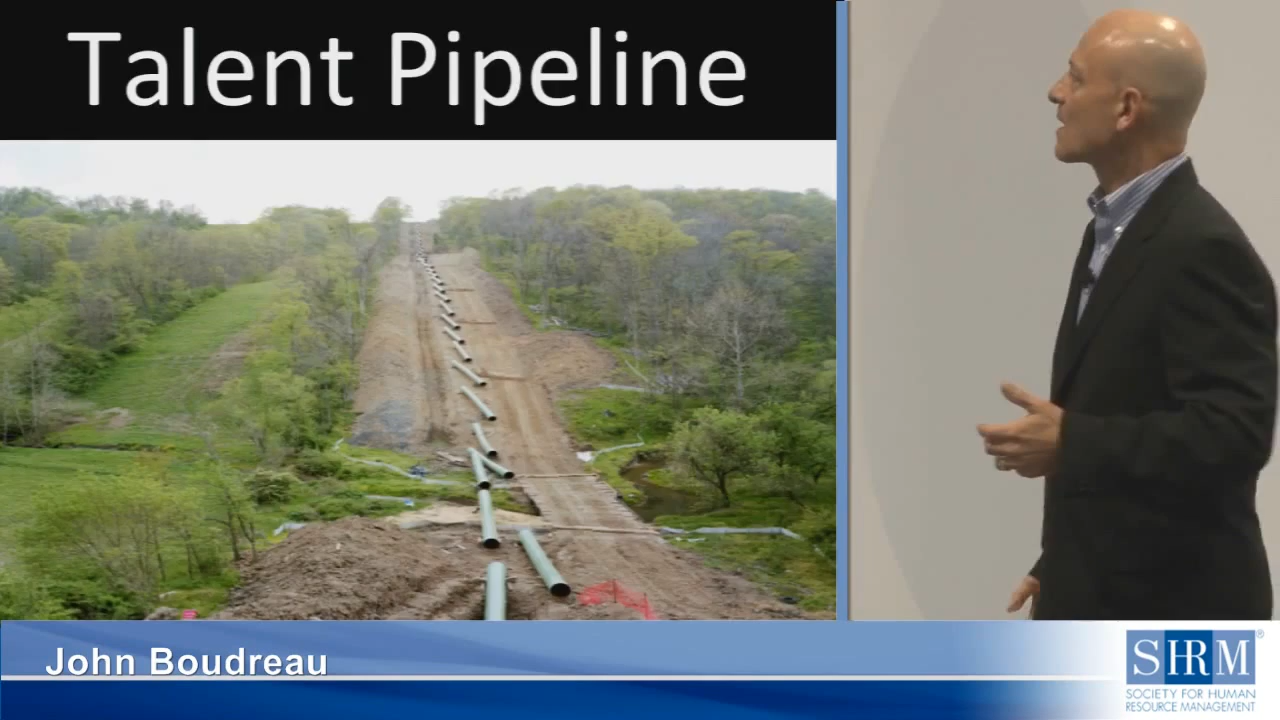 Talent Pipeline
John Boudreau
SHRM®
SOCIETY FOR HUMAN
RESOURCE MANAGEMENT